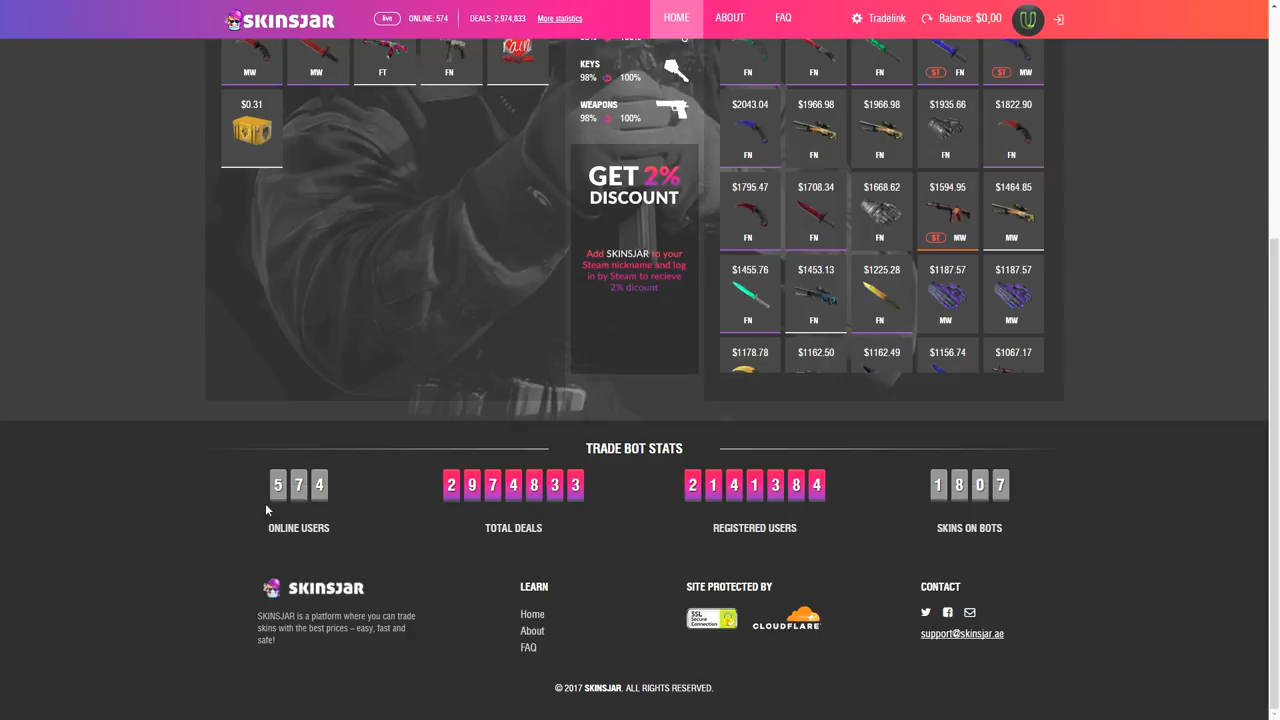 SKINSJAR
live
ONLINE: 574
DEALS: 2,974,833
More statistics
HOME
ABOUT
FAQ
Tradelink
Balance: $0,00
MW
MW
FT
FN
Rain
$0.31
KEYS
98% 100%
WEAPONS
98% 100%
GET 2%
DISCOUNT
Add SKINSJAR to your
Steam nickname and log
in by Steam to recieve
2% dicount
FN
FN
FN
ST FN
ST MW
$2043.04
$1966.98
$1966.98
$1935.66
$1822.90
FN
FN
FN
FN
FN
$1795.47
$1708.34
$1668.62
$1594.95
$1464.85
FN
FN
FN
ST MW
MW
$1455.76
$1453.13
$1225.28
$1187.57
$1187.57
FN
FN
FN
MW
MW
$1178.78
$1162.50
$1162.49
$1156.74
$1067.17
TRADE BOT STATS
574
2974833
2141384
1807
ONLINE USERS
TOTAL DEALS
REGISTERED USERS
SKINS ON BOTS
SKINSJAR
SKINSJAR is a platform where you can trade
skins with the best prices – easy, fast and
safe!
LEARN
Home
About
FAQ
SITE PROTECTED BY
SSL
Secure
Connection
CLOUDFLARE
CONTACT
support@skinsjar.ae
© 2017 SKINSJAR. ALL RIGHTS RESERVED.